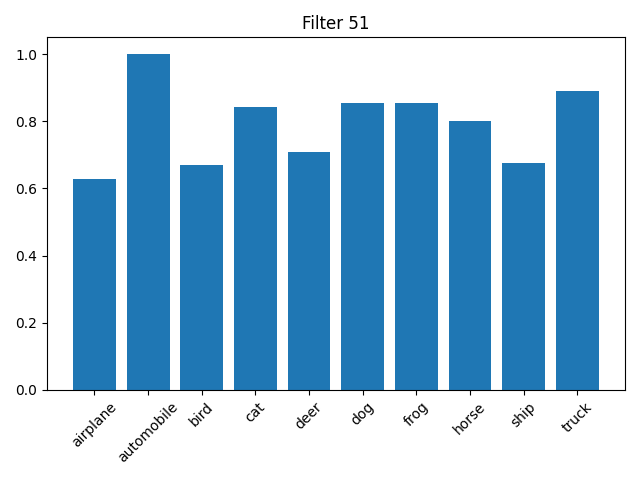 Filter 51
1.0
0.8
0.6
0.4
0.2
0.0
airplane
automobile
bird
cat
deer
dog
frog
horse
ship
truck